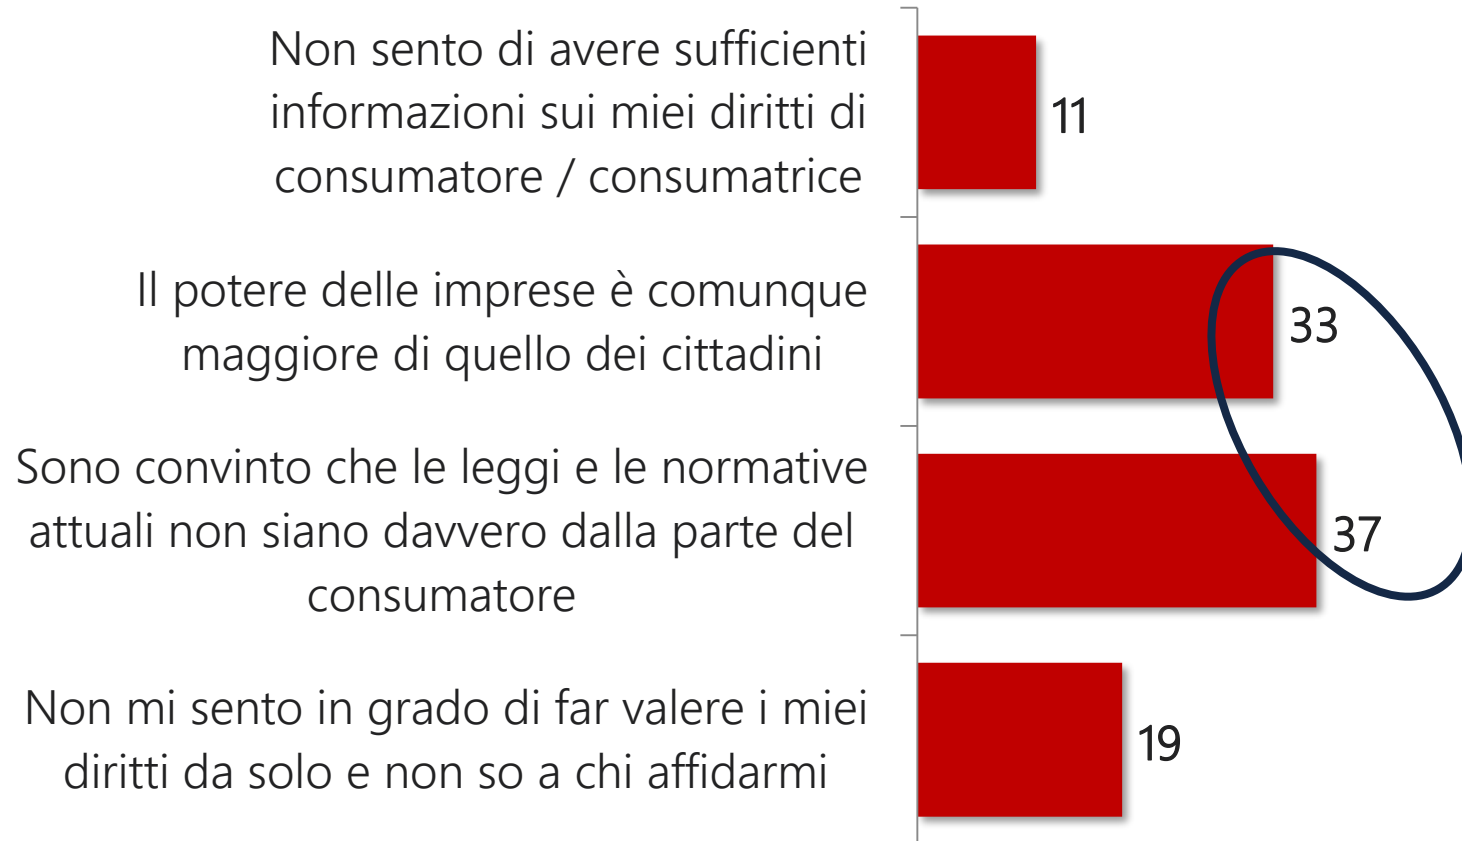 Non sento di avere sufficienti
informazioni sui miei diritti di
consumatore / consumatrice
11
Il potere delle imprese è comunque
maggiore di quello dei cittadini
33
Sono convinto che le leggi e le normative
attuali non siano davvero dalla parte del
consumatore
37
Non mi sento in grado di far valere i miei
diritti da solo e non so a chi affidarmi
19